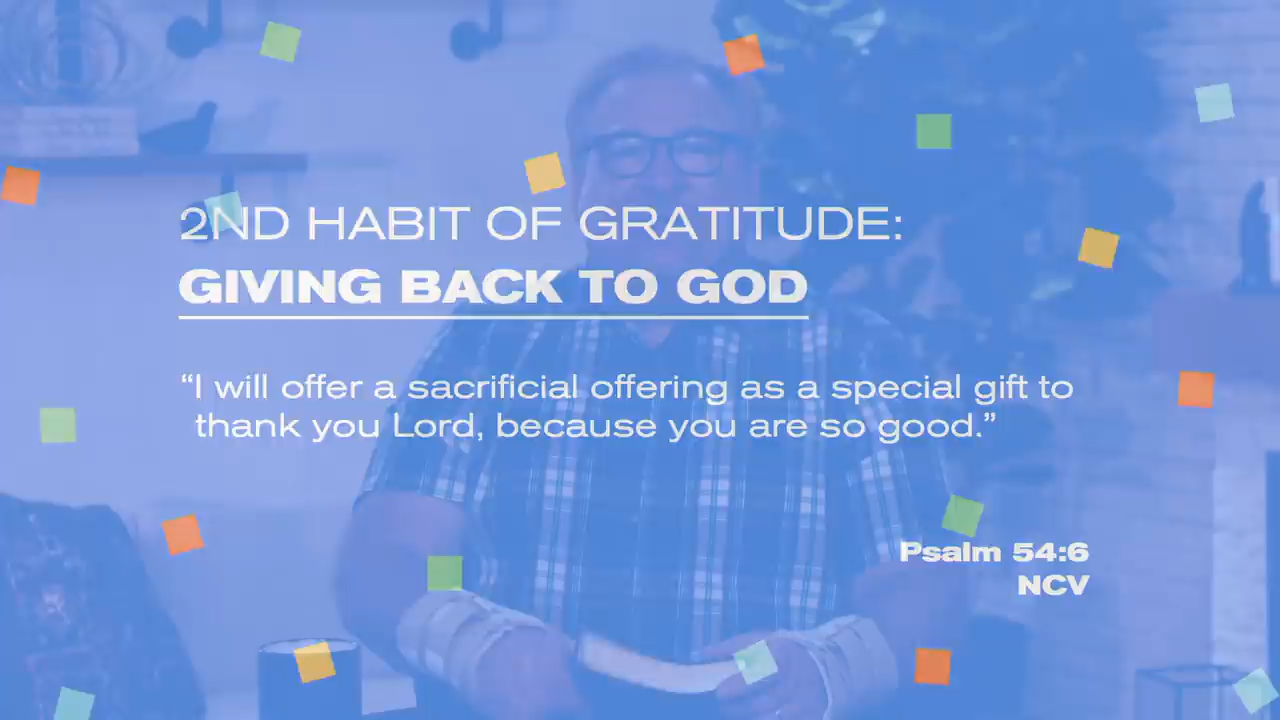 2ND HABIT OF GRATITUDE:
GIVING BACK TO GOD
“I will offer a sacrificial offering as a special gift to
thank you Lord, because you are so good.”
Psalm 54:6
NCV